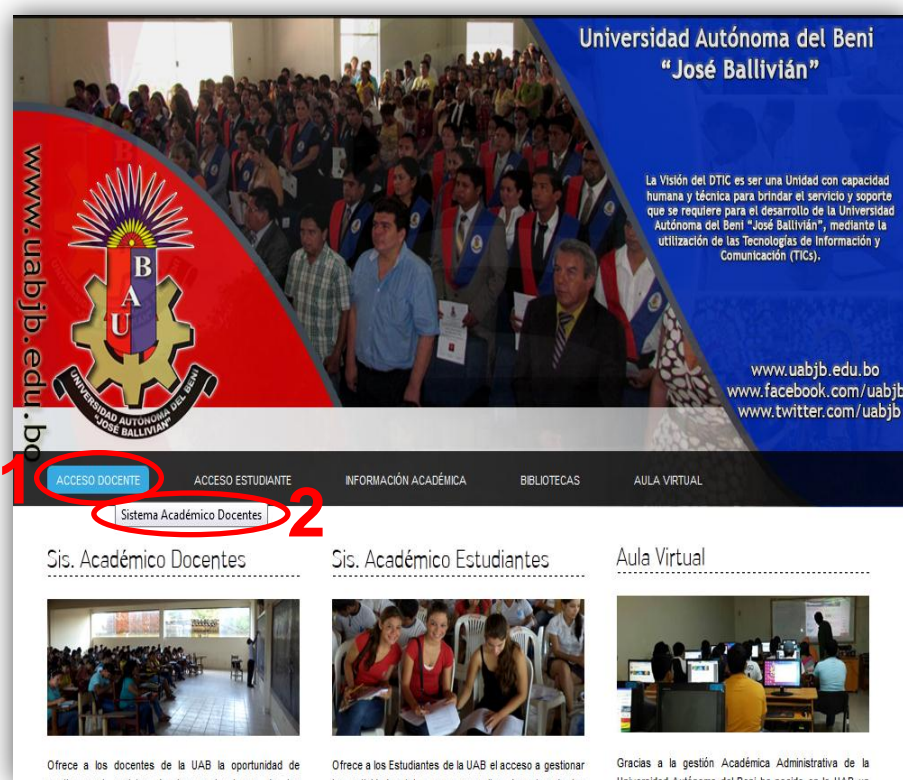 Universidad Autónoma del Beni
“José Ballivián”
La Visión del DTIC es ser una Unidad con capacidad
humana y técnica para brindar el servicio y soporte
que se requiere para el desarrollo de la Universidad
Autónoma del Beni "José Ballivián", mediante la
utilización de las Tecnologías de Información y
Comunicación (TICs).
www.uabjb.edu.bo
www.uabjb.edu.bo
www.facebook.com/uabjb
www.twitter.com/uabjb
B
A
U
UNIVERSIDAD AUTÓNOMA DEL BENI
"JOSÉ BALLIVIAN"
1
ACCESO DOCENTE
ACCESO ESTUDIANTE
INFORMACIÓN ACADÉMICA
BIBLIOTECAS
AULA VIRTUAL
Sistema Académico Docentes
2
Sis. Académico Docentes
Sis. Académico Estudiantes
Aula Virtual
Ofrece a los docentes de la UAB la oportunidad de
Ofrece a los Estudiantes de la UAB el acceso a gestionar
Gracias a la gestión Académica Administrativa de la